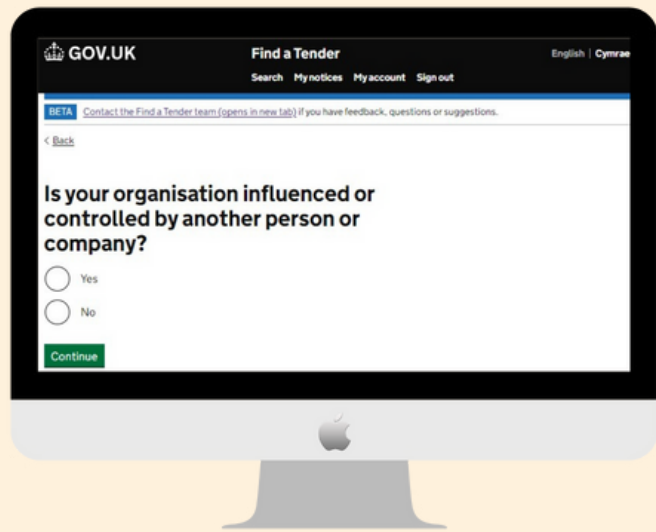 GOV.UK
Find a Tender
English | Cymrae
Search My notices My account Sign out
BETA Contact the Find a Tender team (opens in new tab) if you have feedback, questions or suggestions.
< Back
Is your organisation influenced or
controlled by another person or
company?
Yes
No
Continue